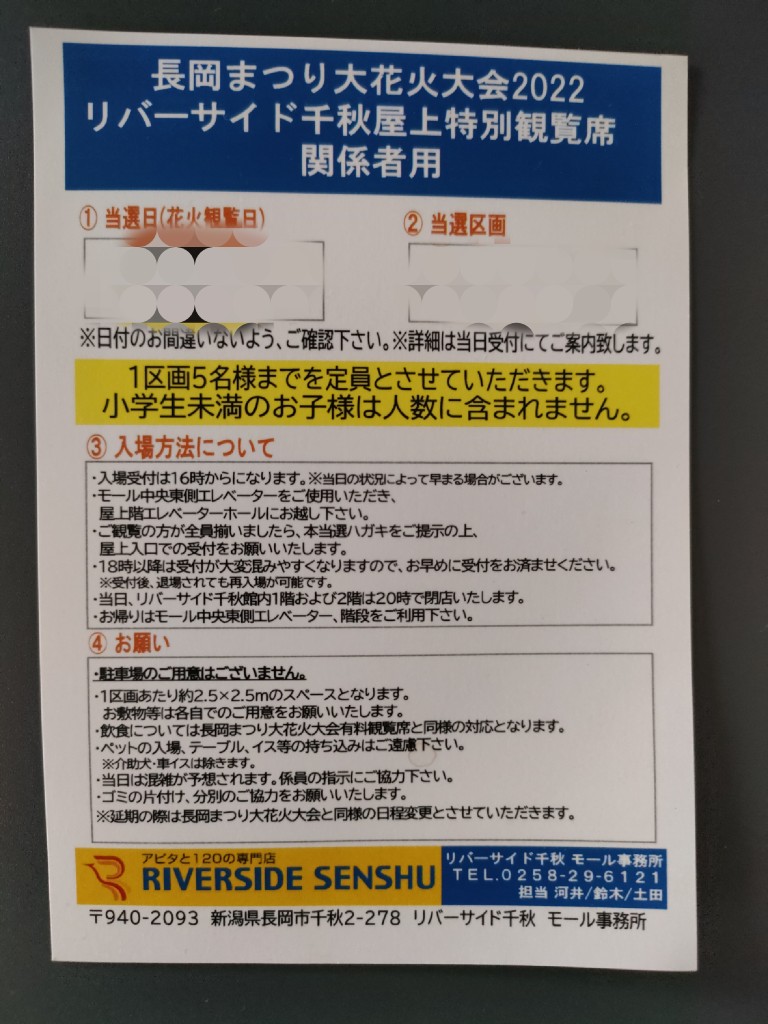 長岡まつり大花火大会2022
リバーサイド千秋屋上特別観覧席
関係者用
① 当選日(花火観覧日)
② 当選区画
※日付のお間違いないよう、ご確認下さい。※詳細は当日受付にてご案内致します。
1区画5名様までを定員とさせていただきます。
小学生未満のお子様は人数に含まれません。
③ 入場方法について
・入場受付は16時からになります。※当日の状況によって早まる場合がございます。
・モール中央東側エレベーターをご使用いただき、
屋上階エレベーターホールにお越し下さい。
・ご観覧の方が全員揃いましたら、本当選ハガキをご提示の上、
屋上入口での受付をお願いいたします。
・18時以降は受付が大変混みやすくなりますので、お早めに受付をお済ませください。
※受付後、退場されても再入場が可能です。
・当日、リバーサイド千秋館内1階および2階は20時で閉店いたします。
・お帰りはモール中央東側エレベーター、階段をご利用下さい。
④ お願い
・駐車場のご用意はございません。
・1区画あたり約2.5×2.5mのスペースとなります。
お敷物等は各自でのご用意をお願いいたします。
・飲食については長岡まつり大花火大会有料観覧席と同様の対応となります。
・ペットの入場、テーブル、イス等の持ち込みはご遠慮下さい。
※介助犬・車イスは除きます。
・当日は混雑が予想されます。係員の指示にご協力下さい。
・ゴミの片付け、分別のご協力をお願いいたします。
※延期の際は長岡まつり大花火大会と同様の日程変更とさせていただきます。
アピタと120の専門店
RIVERSIDE SENSHU
リバーサイド千秋 モール事務所
TEL.0258-29-6121
担当 河井/鈴木/土田
〒940-2093 新潟県長岡市千秋2-278 リバーサイド千秋 モール事務所